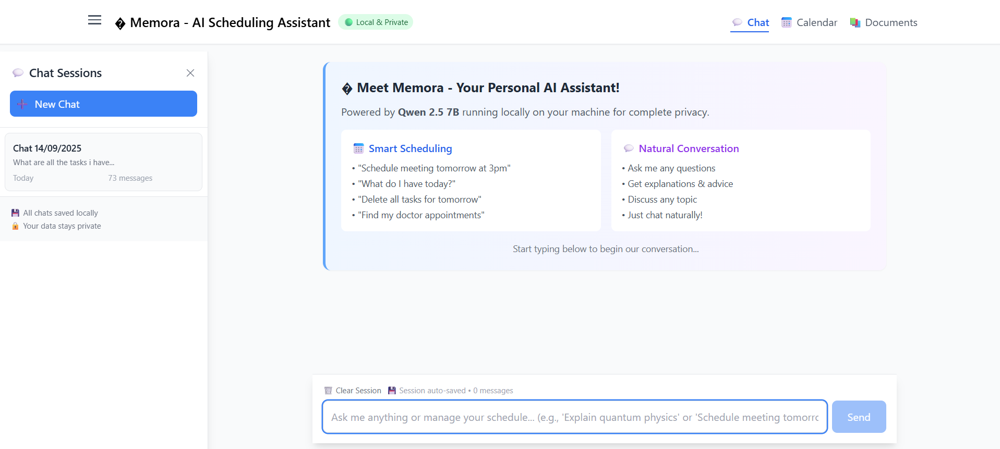 � Memora - AI Scheduling Assistant
Local & Private
Chat
Calendar
Documents
Chat Sessions
New Chat
Chat 14/09/2025
What are all the tasks i have...
Today 73 messages
All chats saved locally
Your data stays private
� Meet Memora - Your Personal AI Assistant!
Powered by Qwen 2.5 7B running locally on your machine for complete privacy.
Smart Scheduling
• "Schedule meeting tomorrow at 3pm"
• "What do I have today?"
• "Delete all tasks for tomorrow"
• "Find my doctor appointments"
Natural Conversation
• Ask me any questions
• Get explanations & advice
• Discuss any topic
• Just chat naturally!
Start typing below to begin our conversation...
Clear Session Session auto-saved • 0 messages
Ask me anything or manage your schedule... (e.g., 'Explain quantum physics' or 'Schedule meeting tomorrc
Send